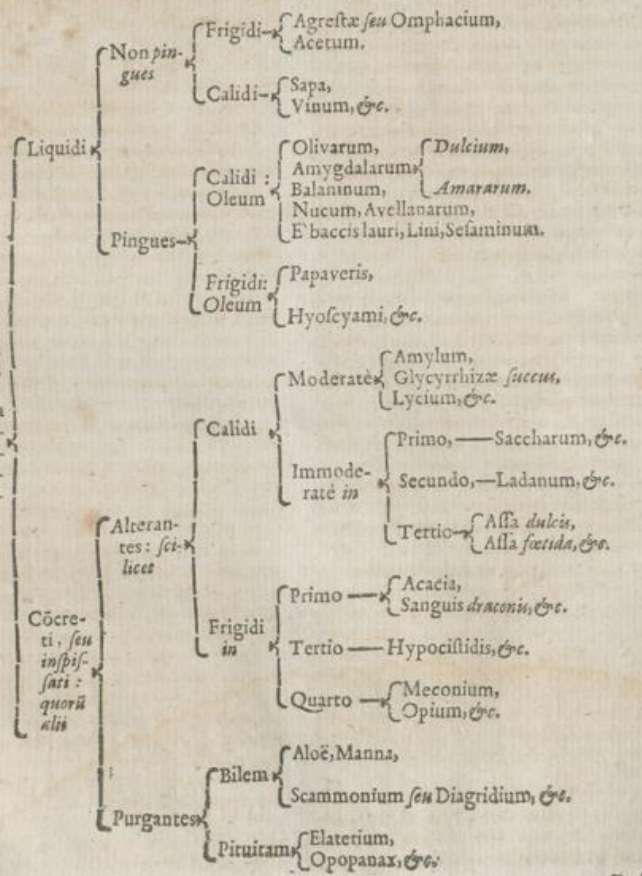 Frigidi
Agrestæ seu Omphacium,
Acetum.
Non pin-
gues
Calidi
Sapa,
Vinum, &c.
Liquidi
Olivarum,
Amygdalarum
Dulcium,
Amararum.
Calidi :
Oleum
Balaninum,
Nucum, Avellanarum,
E` baccis lauri, Lini, Sesaminum.
Pingues
Frigidi:
Oleum
Papaveris,
Hyoscyami, &c.
Moderatè
Amylum,
Glycyrrhizæ succus,
Lycium, &c.
Calidi
Immode-
raté in
Primo, — Saccharum, &c.
Secundo, — Ladanum, &c.
Tertio
Assa dulcis,
Assa fœtida, &c.
Alteran-
tes : sci-
licet
Primo
Acacia,
Sanguis draconis, &c.
Frigidi
in
Tertio — Hypocistidis, &c.
Quarto
Meconium,
Opium, &c.
Cōcre-
ti, seu
inspis-
sati :
quorū
alii
Bilem
Aloë, Manna,
Scammonium seu Diagridium, &c.
Purgantes
Pituitam
Elaterium,
Opopanax, &c.